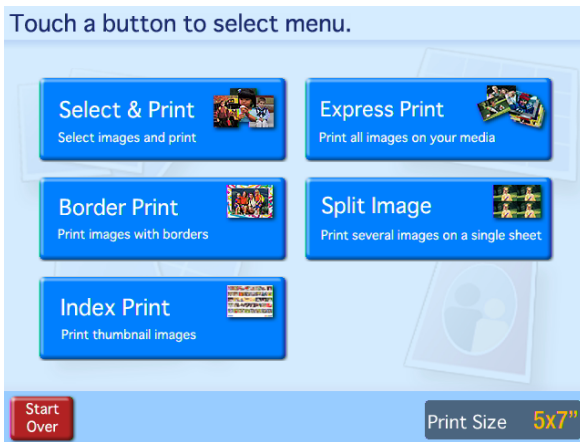 Touch a button to select menu.
Select & Print
Select images and print
Express Print
Print all images on your media
Border Print
Print images with borders
Split Image
Print several images on a single sheet
Index Print
Print thumbnail images
Start
Over
Print Size 5x7”